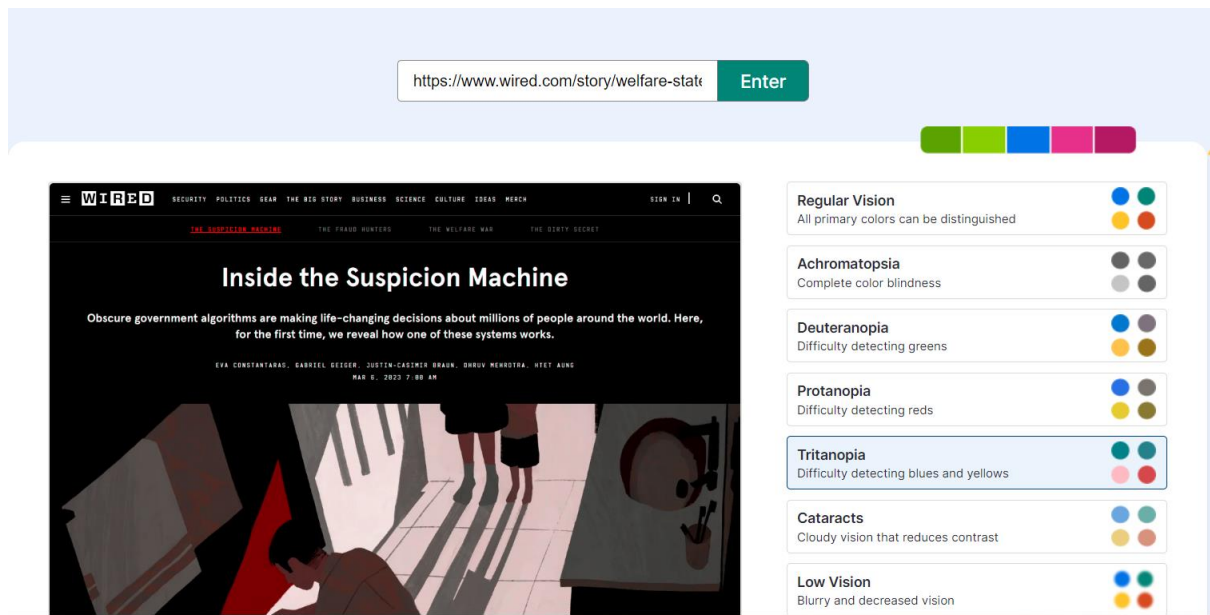 https://www.wired.com/story/welfare-state
Enter
WIRED
SECURITY POLITICS GEAR THE BIG STORY BUSINESS SCIENCE CULTURE IDEAS MERCH
SIGN IN
THE SUSPICION MACHINE THE FRAUD HUNTERS THE WELFARE WAR THE DIRTY SECRET
Inside the Suspicion Machine
Obscure government algorithms are making life-changing decisions about millions of people around the world. Here,
for the first time, we reveal how one of these systems works.
EVA CONSTANTARAS, GABRIEL GEIGER, JUSTIN-CASIMIR BRAUN, DHRUV MEHROTRA, HTET AUNG
MAR 6, 2023 7:00 AM
Regular Vision
All primary colors can be distinguished
Achromatopsia
Complete color blindness
Deuteranopia
Difficulty detecting greens
Protanopia
Difficulty detecting reds
Tritanopia
Difficulty detecting blues and yellows
Cataracts
Cloudy vision that reduces contrast
Low Vision
Blurry and decreased vision